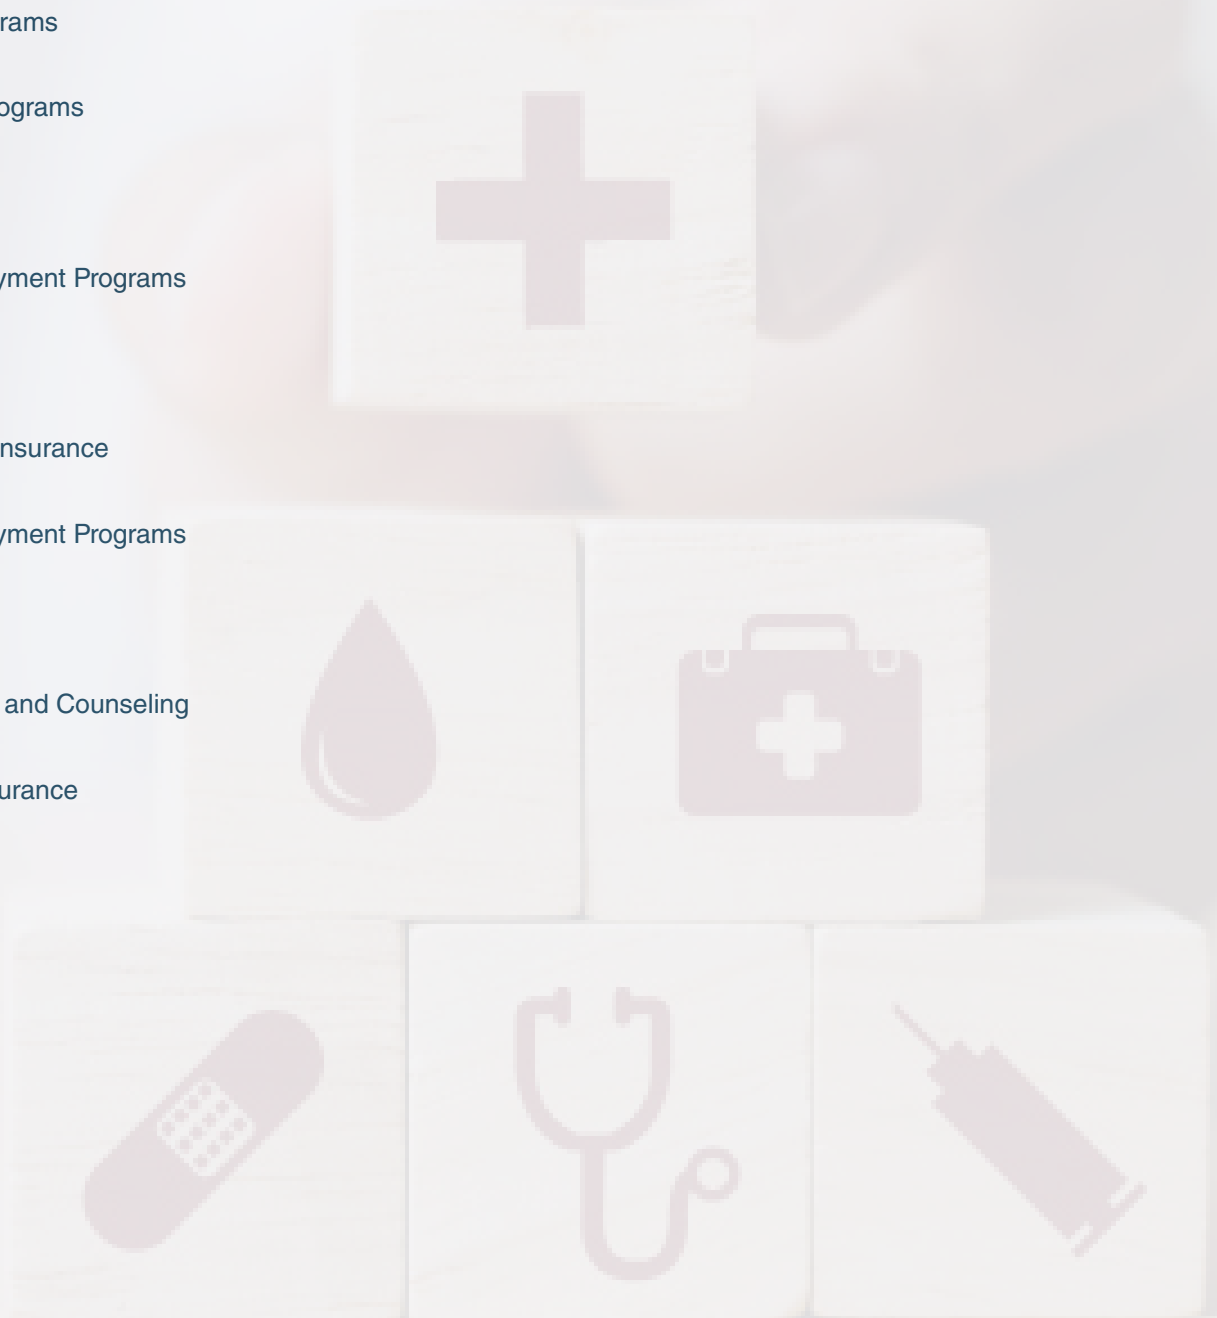 rams
ograms
yment Programs
nsurance
yment Programs
and Counseling
urance